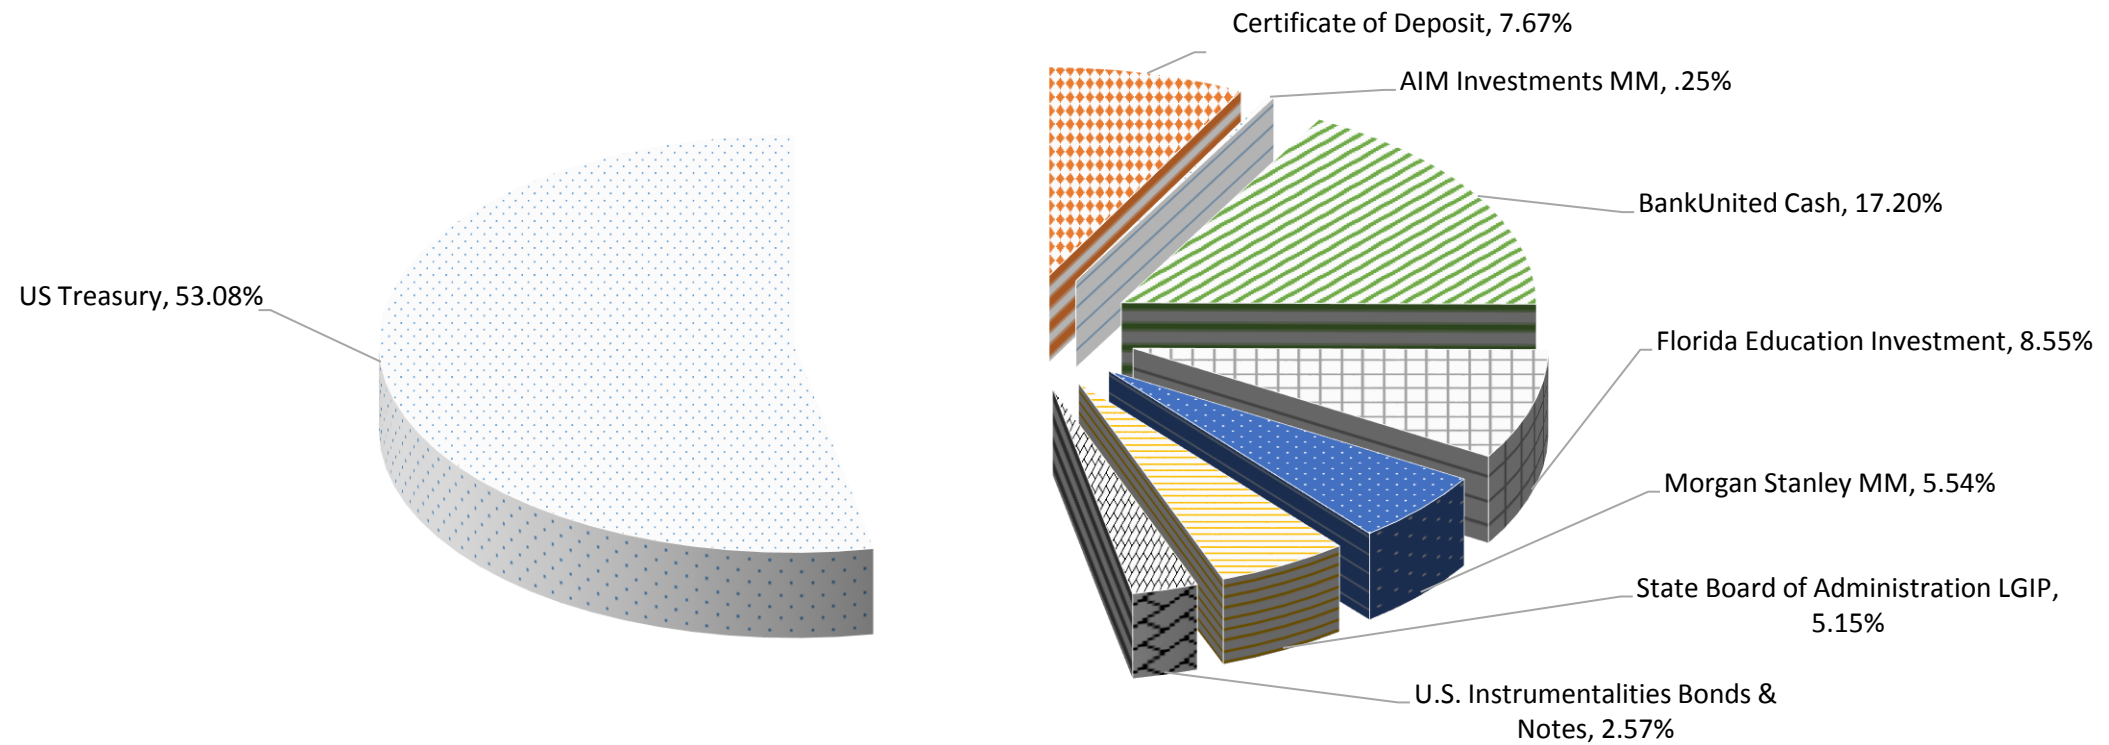 Certificate of Deposit, 7.67%
AIM Investments MM, .25%
BankUnited Cash, 17.20%
US Treasury, 53.08%
Florida Education Investment, 8.55%
Morgan Stanley MM, 5.54%
State Board of Administration LGIP,
5.15%
U.S. Instrumentalities Bonds &
Notes, 2.57%